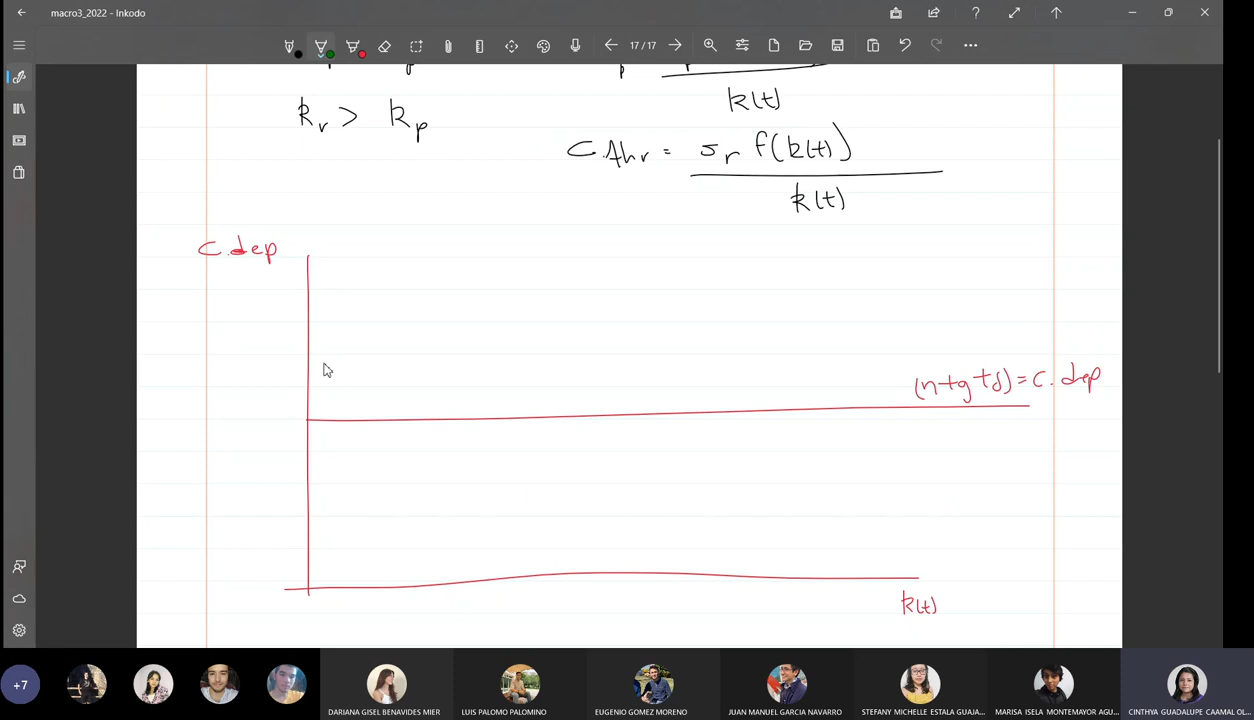 macro3_2022 - Inkodo
17/17
k(t)
kr > kp
C.Ahr = sr f(k(t))
k(t)
C.dep
(n+g+δ) = C.dep
k(t)
+7
DARIANA GISEL BENAVIDES MIER
LUIS PALOMO PALOMINO
EUGENIO GOMEZ MORENO
JUAN MANUEL GARCIA NAVARRO
STEFANY MICHELLE ESTALA GUAJA...
MARISA ISELA MONTEMAYOR AGU...
CINTHYA GUADALUPE CAAMAL OL...